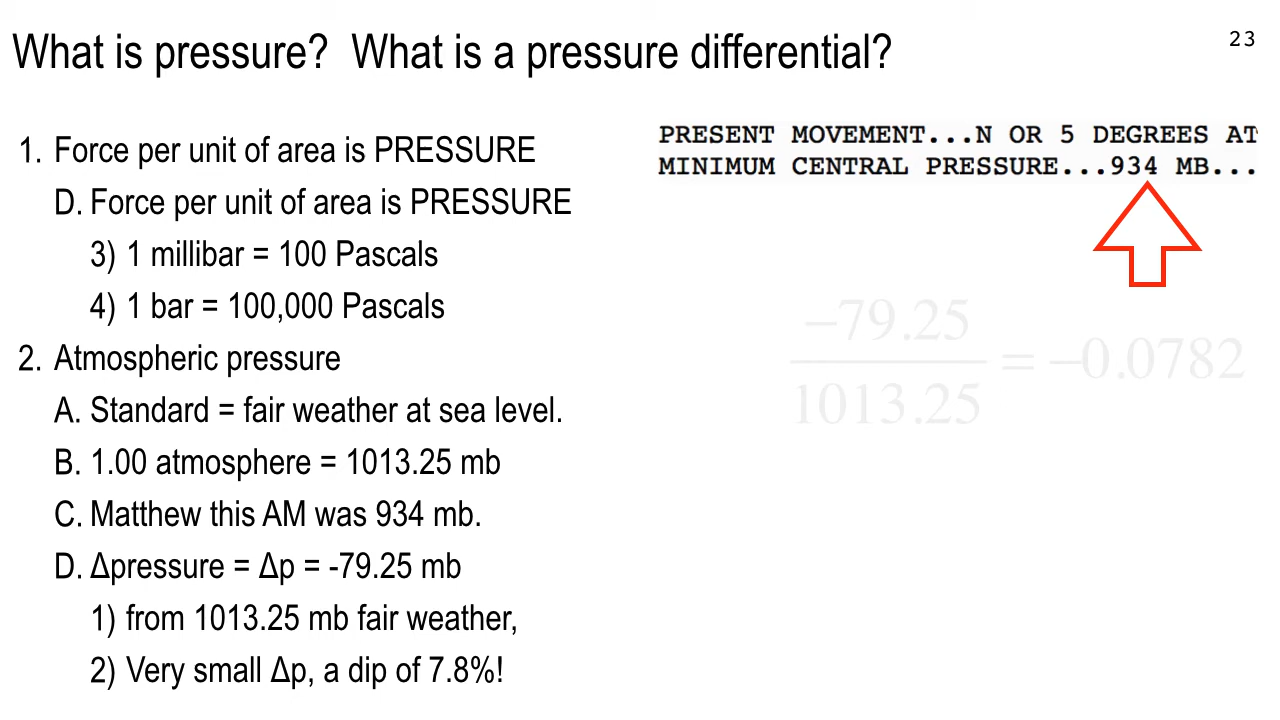 What is pressure? What is a pressure differential?
23
1. Force per unit of area is PRESSURE
D. Force per unit of area is PRESSURE
3) 1 millibar = 100 Pascals
4) 1 bar = 100,000 Pascals
2. Atmospheric pressure
A. Standard = fair weather at sea level.
B. 1.00 atmosphere = 1013.25 mb
C. Matthew this AM was 934 mb.
D. Δpressure = Δp = -79.25 mb
1) from 1013.25 mb fair weather,
2) Very small Δp, a dip of 7.8%!
PRESENT MOVEMENT...N OR 5 DEGREES AT
MINIMUM CENTRAL PRESSURE...934 MB...
–79.25
= –0.0782
1013.25